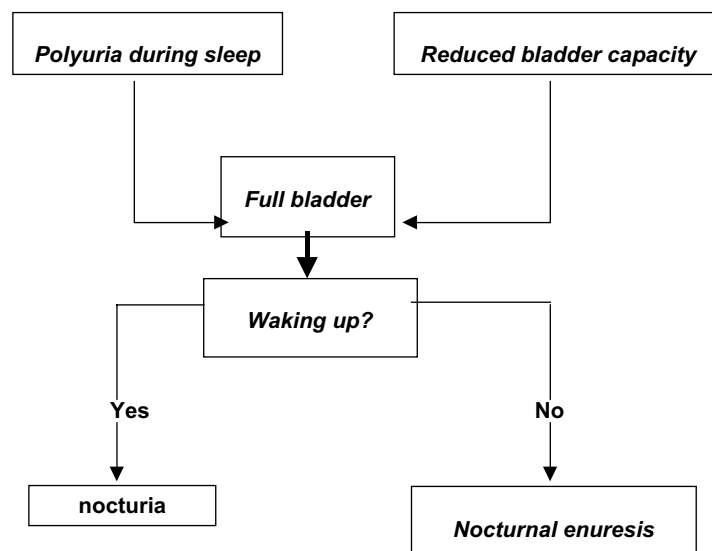 Polyuria during sleep
Reduced bladder capacity
Full bladder
Waking up?
Yes
No
nocturia
Nocturnal enuresis